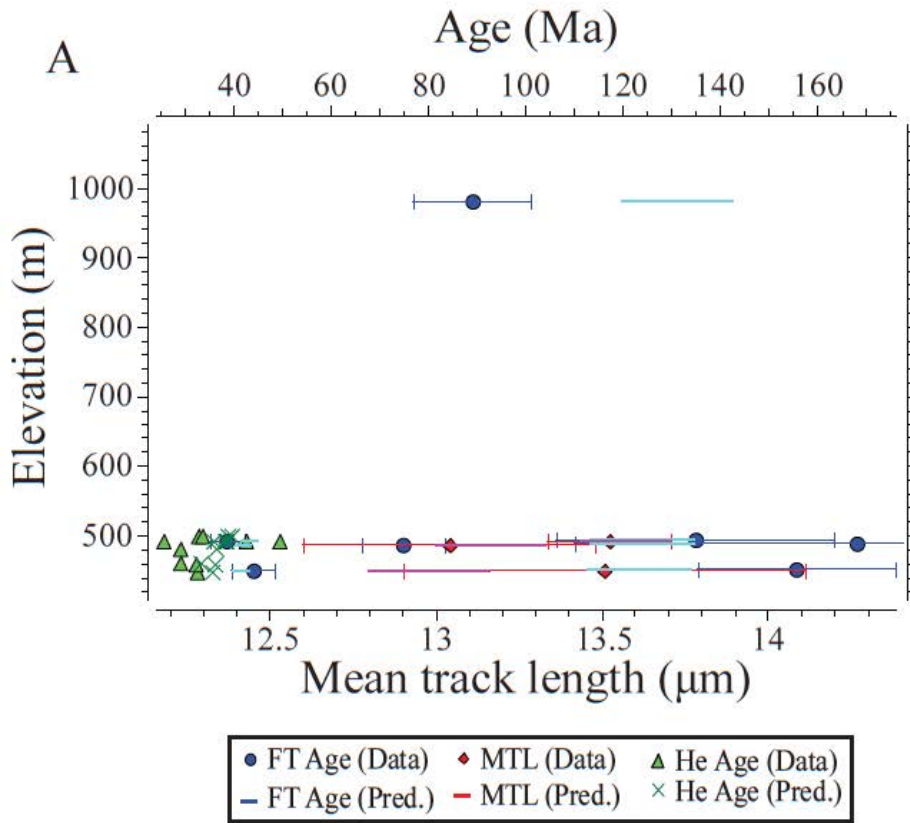 Age (Ma)
A
40 60 80 100 120 140 160
1000
900
800
700
600
500
400
Elevation (m)
12.5 13 13.5 14
Mean track length (μm)
FT Age (Data) MTL (Data) He Age (Data)
FT Age (Pred.) MTL (Pred.) He Age (Pred.)